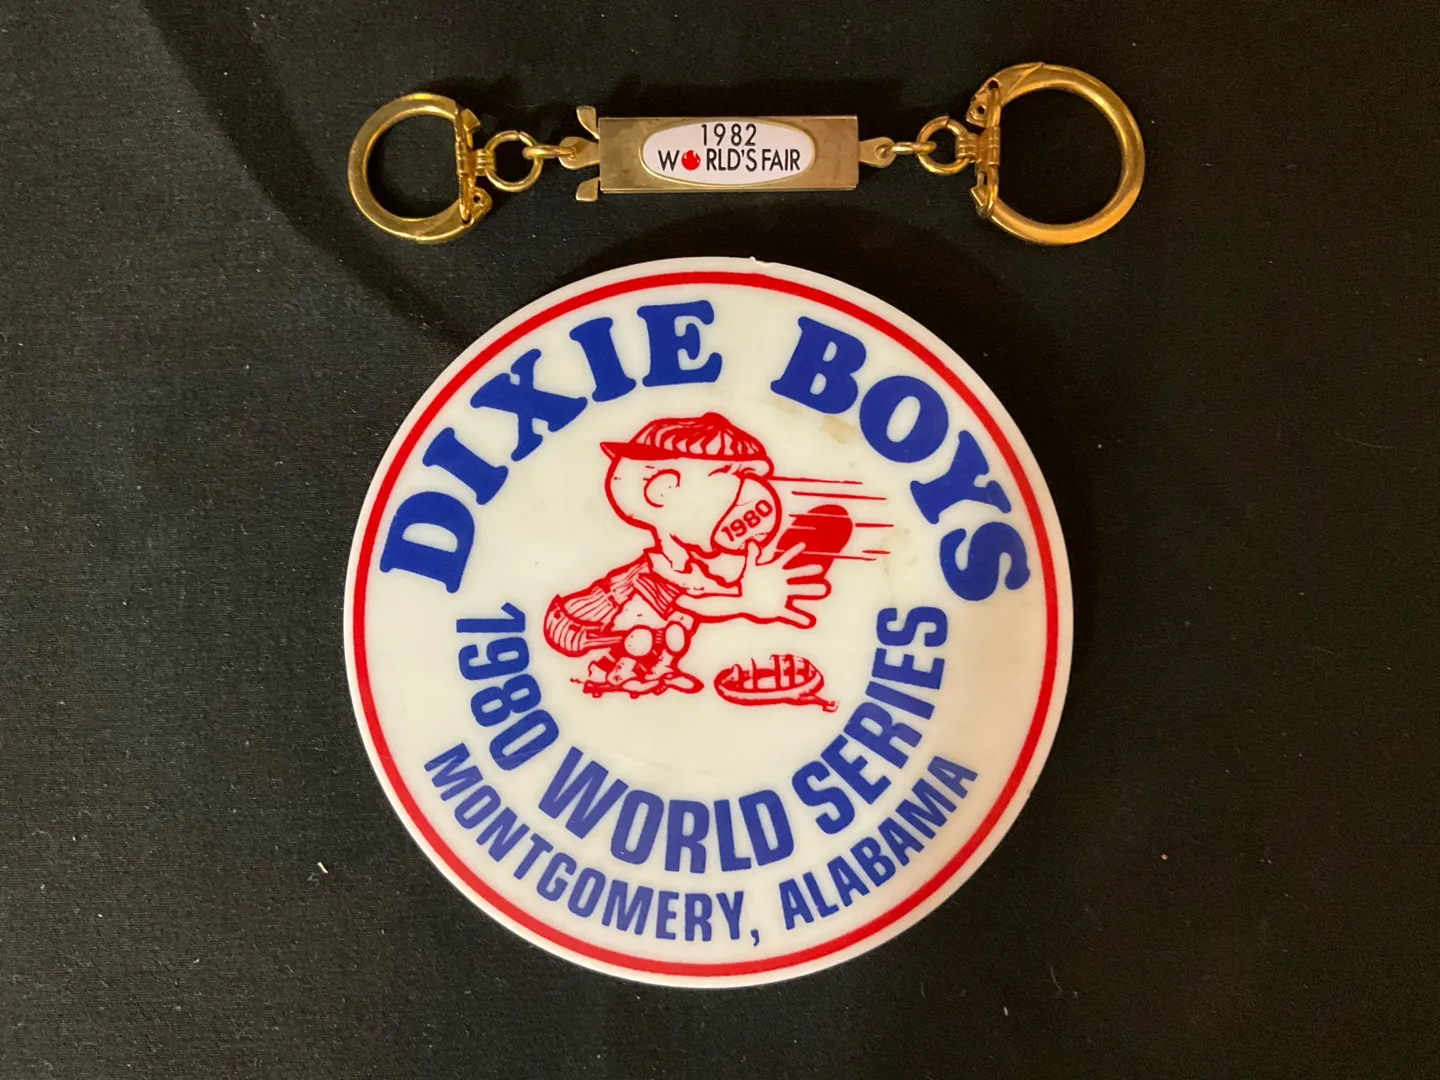 1982
WORLD'S FAIR
DIXIE BOYS
1980
1980 WORLD SERIES
MONTGOMERY, ALABAMA